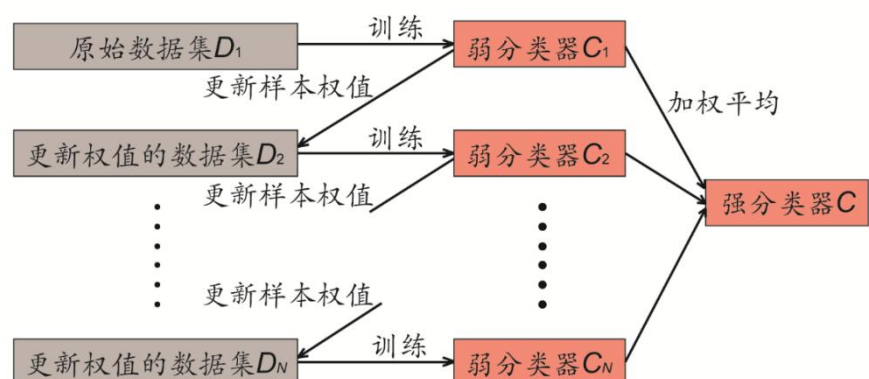 原始数据集D₁
训练
弱分类器C₁
更新样本权值
加权平均
更新权值的数据集D₂
训练
弱分类器C₂
更新样本权值
强分类器C
更新样本权值
更新权值的数据集D_N
训练
弱分类器C_N